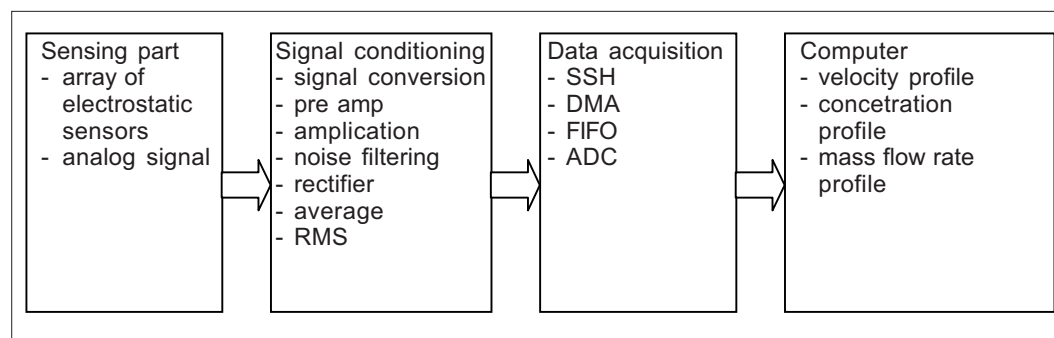 Sensing part
- array of
electrostatic
sensors
- analog signal
Signal conditioning
- signal conversion
- pre amp
- amplication
- noise filtering
- rectifier
- average
- RMS
Data acquisition
- SSH
- DMA
- FIFO
- ADC
Computer
- velocity profile
- concetration
profile
- mass flow rate
profile